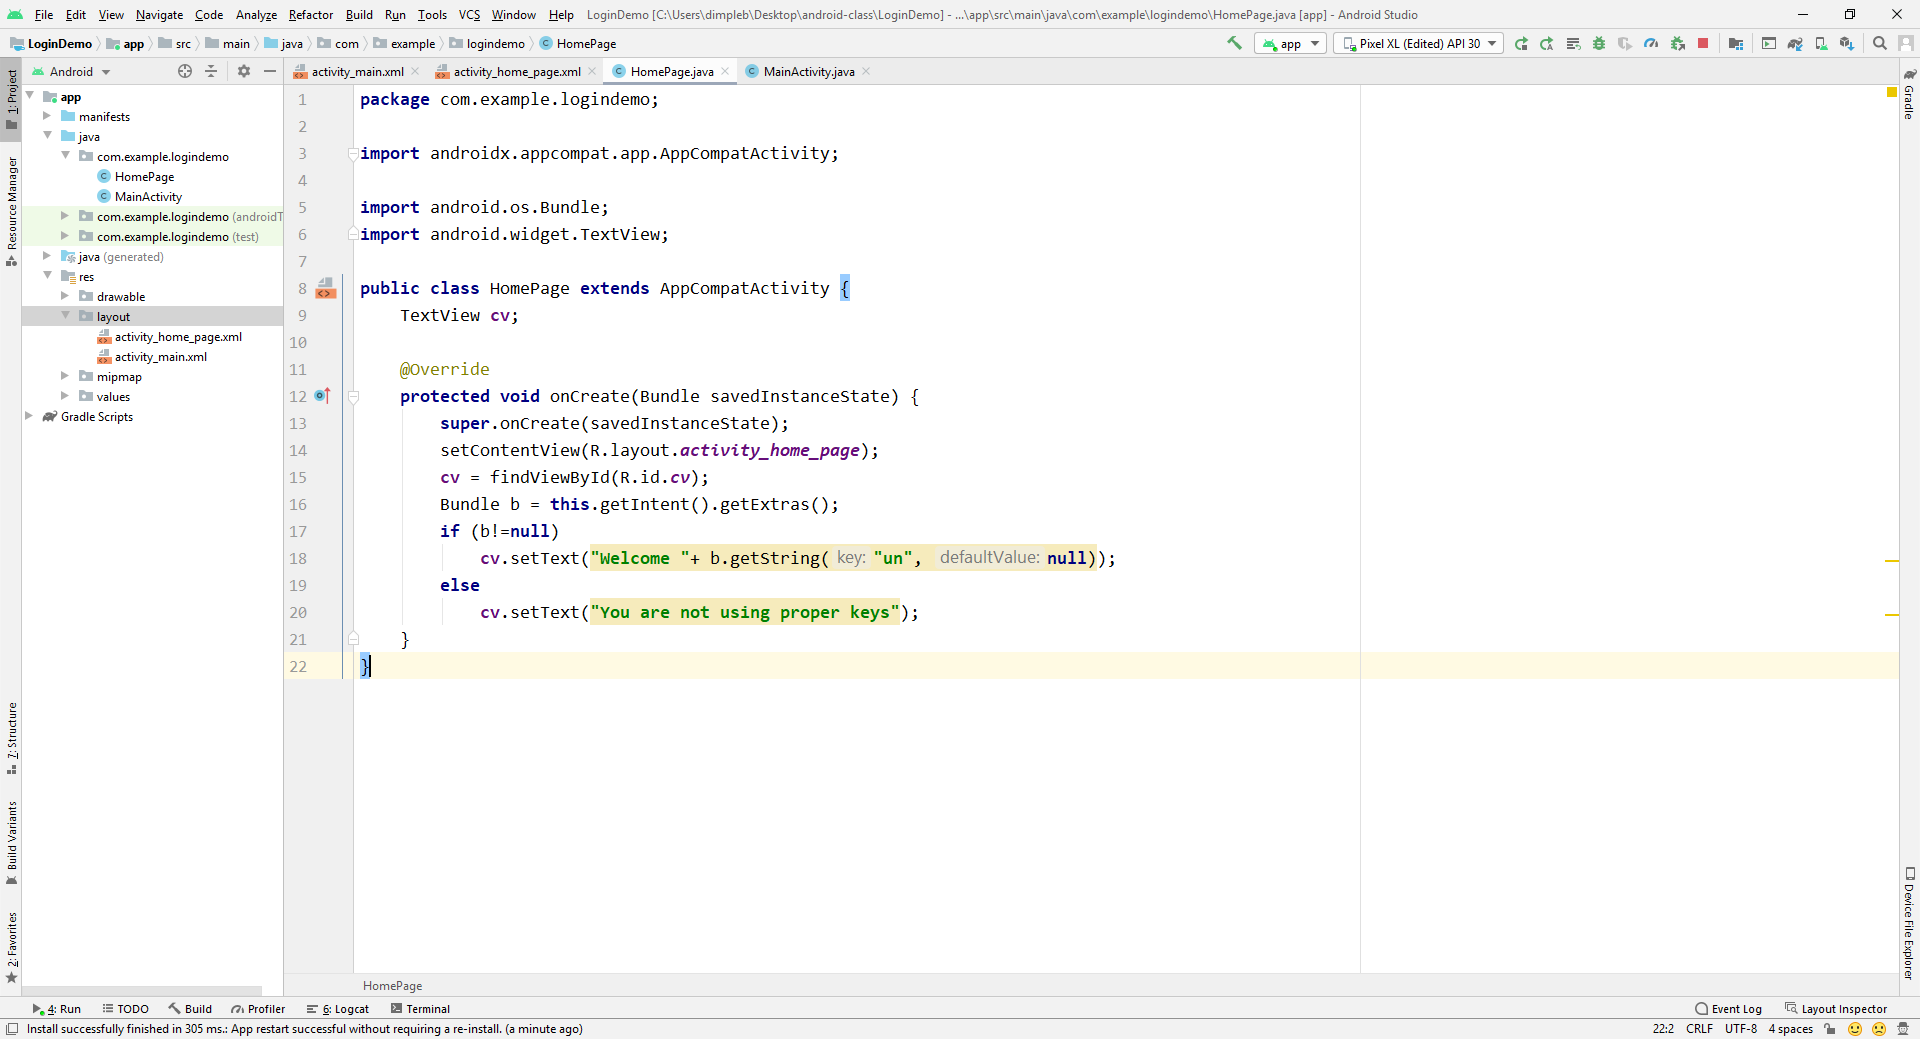 File Edit View Navigate Code Analyze Refactor Build Run Tools VCS Window Help LoginDemo [C:\Users\dimpleb\Desktop\android-class\LoginDemo] - ...\app\src\main\java\com\example\logindemo\HomePage.java [app] - Android Studio
LoginDemo app src main java com example logindemo HomePage app Pixel XL (Edited) API 30
Android activity_main.xml activity_home_page.xml HomePage.java MainActivity.java
1: Project
Resource Manager
7: Structure
Build Variants
2: Favorites
app
manifests
java
com.example.logindemo
HomePage
MainActivity
com.example.logindemo (androidT
com.example.logindemo (test)
java (generated)
res
drawable
layout
activity_home_page.xml
activity_main.xml
mipmap
values
Gradle Scripts
1 package com.example.logindemo;
2
3 import androidx.appcompat.app.AppCompatActivity;
4
5 import android.os.Bundle;
6 import android.widget.TextView;
7
8 public class HomePage extends AppCompatActivity {
9 TextView cv;
10
11 @Override
12 protected void onCreate(Bundle savedInstanceState) {
13 super.onCreate(savedInstanceState);
14 setContentView(R.layout.activity_home_page);
15 cv = findViewById(R.id.cv);
16 Bundle b = this.getIntent().getExtras();
17 if (b!=null)
18 cv.setText("Welcome "+ b.getString( key: "un", defaultValue: null));
19 else
20 cv.setText("You are not using proper keys");
21 }
22 }
Gradle
Device File Explorer
HomePage
4: Run TODO Build Profiler 6: Logcat Terminal Event Log Layout Inspector
Install successfully finished in 305 ms.: App restart successful without requiring a re-install. (a minute ago) 22:2 CRLF UTF-8 4 spaces